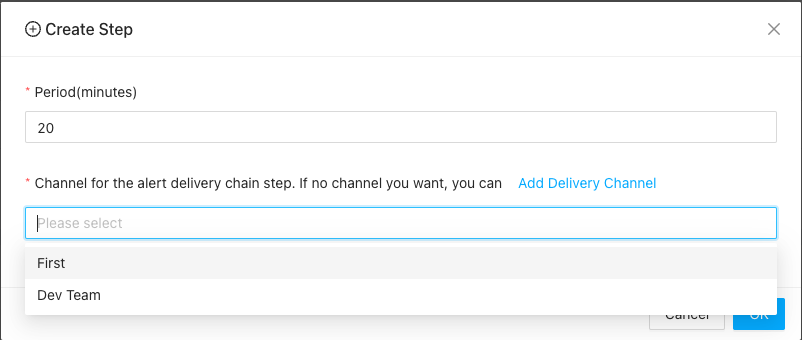 Create Step
* Period(minutes)
20
* Channel for the alert delivery chain step. If no channel you want, you can Add Delivery Channel
Please select
First
Dev Team
Cancel OK